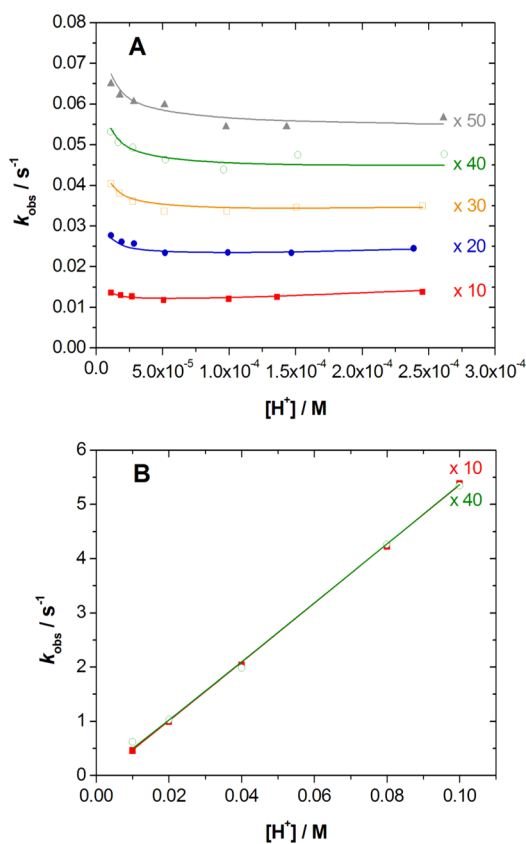 A
0.08
0.07
0.06
0.05
0.04
0.03
0.02
0.01
0.00
k_obs / s⁻¹
x 50
x 40
x 30
x 20
x 10
0.0 5.0x10⁻⁵ 1.0x10⁻⁴ 1.5x10⁻⁴ 2.0x10⁻⁴ 2.5x10⁻⁴ 3.0x10⁻⁴
[H⁺] / M
B
6
5
4
3
2
1
0
k_obs / s⁻¹
x 10
x 40
0.00 0.02 0.04 0.06 0.08 0.10
[H⁺] / M